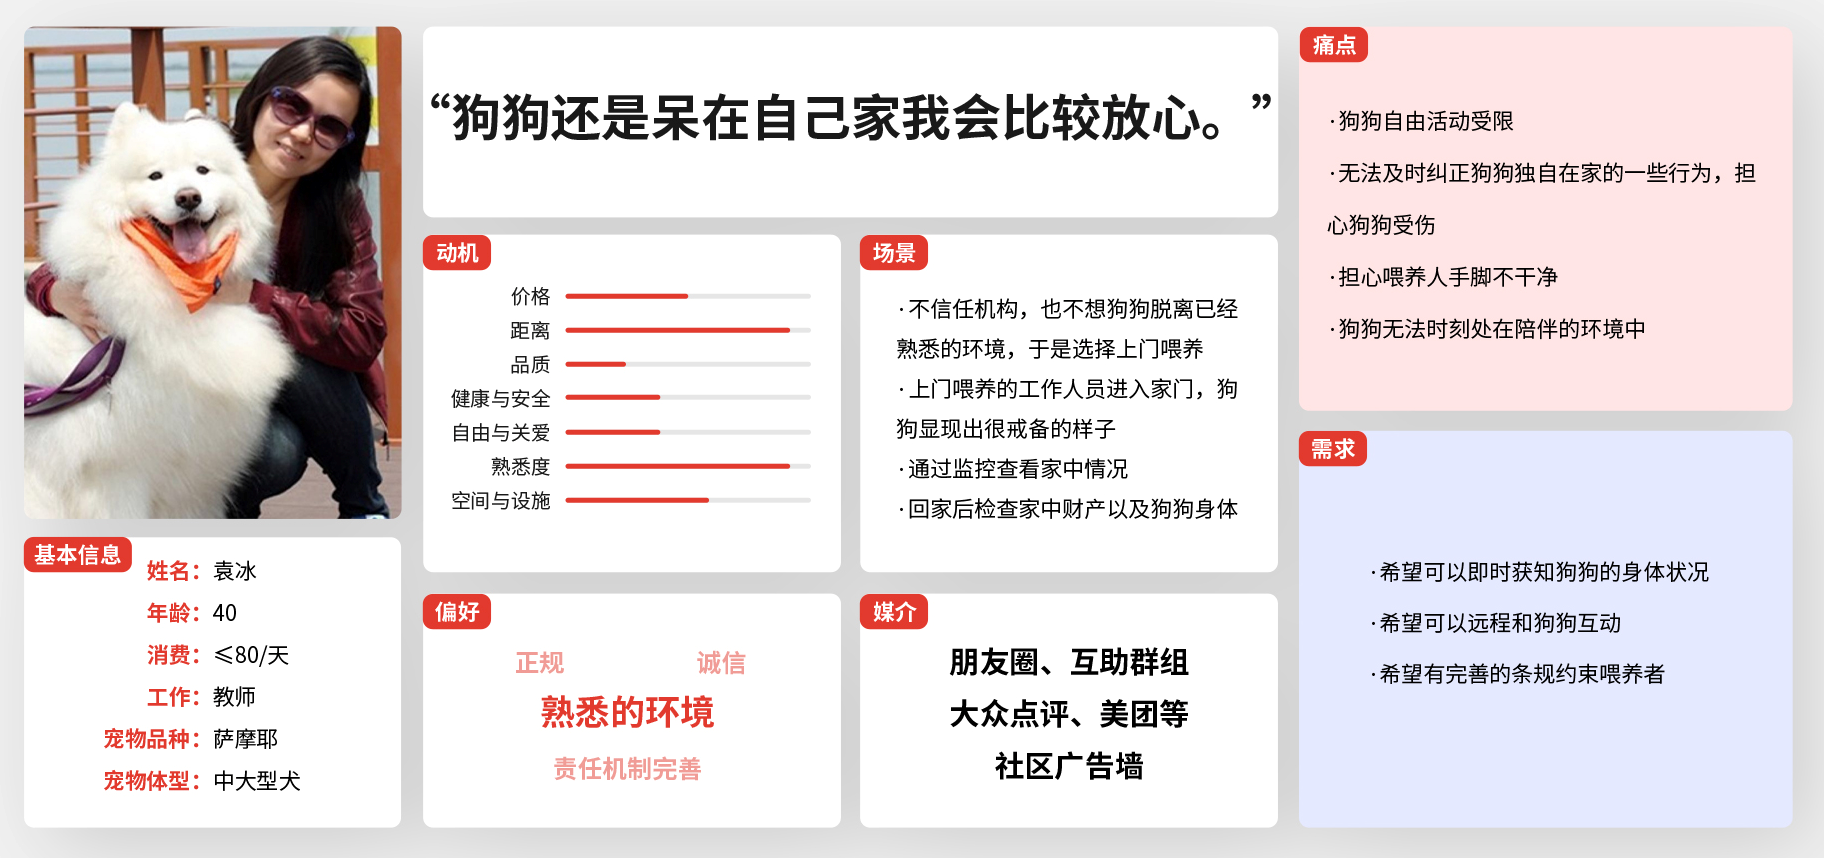 “狗狗还是呆在自己家我会比较放心。”
基本信息
姓名：袁冰
年龄：40
消费：≤80/天
工作：教师
宠物品种：萨摩耶
宠物体型：中大型犬
动机
价格
距离
品质
健康与安全
自由与关爱
熟悉度
空间与设施
场景
·不信任机构，也不想狗狗脱离已经
熟悉的环境，于是选择上门喂养
·上门喂养的工作人员进入家门，狗
狗显现出很戒备的样子
·通过监控查看家中情况
·回家后检查家中财产以及狗狗身体
偏好
正规 诚信
熟悉的环境
责任机制完善
媒介
朋友圈、互助群组
大众点评、美团等
社区广告墙
痛点
·狗狗自由活动受限
·无法及时纠正狗狗独自在家的一些行为，担
心狗狗受伤
·担心喂养人手脚不干净
·狗狗无法时刻处在陪伴的环境中
需求
·希望可以即时获知狗狗的身体状况
·希望可以远程和狗狗互动
·希望有完善的条规约束喂养者